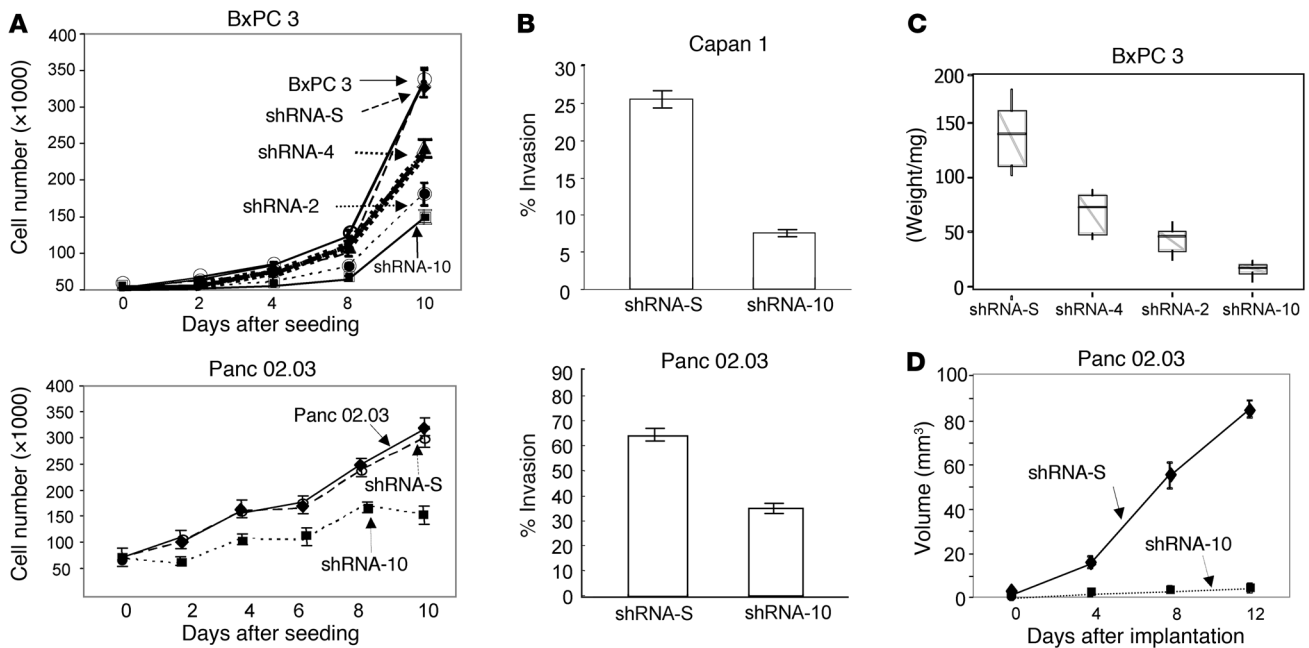 A
BxPC 3
Cell number (×1000)
400
350
300
250
200
150
100
50
BxPC 3
shRNA-S
shRNA-4
shRNA-2
shRNA-10
0 2 4 8 10
Days after seeding
Panc 02.03
Cell number (×1000)
400
350
300
250
200
150
100
50
Panc 02.03
shRNA-S
shRNA-10
0 2 4 6 8 10
Days after seeding
B
Capan 1
% Invasion
30
25
20
15
10
5
0
shRNA-S shRNA-10
Panc 02.03
% Invasion
90
80
70
60
50
40
30
20
10
0
shRNA-S shRNA-10
C
BxPC 3
(Weight/mg)
200
150
100
50
0
shRNA-S shRNA-4 shRNA-2 shRNA-10
D
Panc 02.03
Volume (mm³)
100
80
60
40
20
0
shRNA-S
shRNA-10
0 4 8 12
Days after implantation